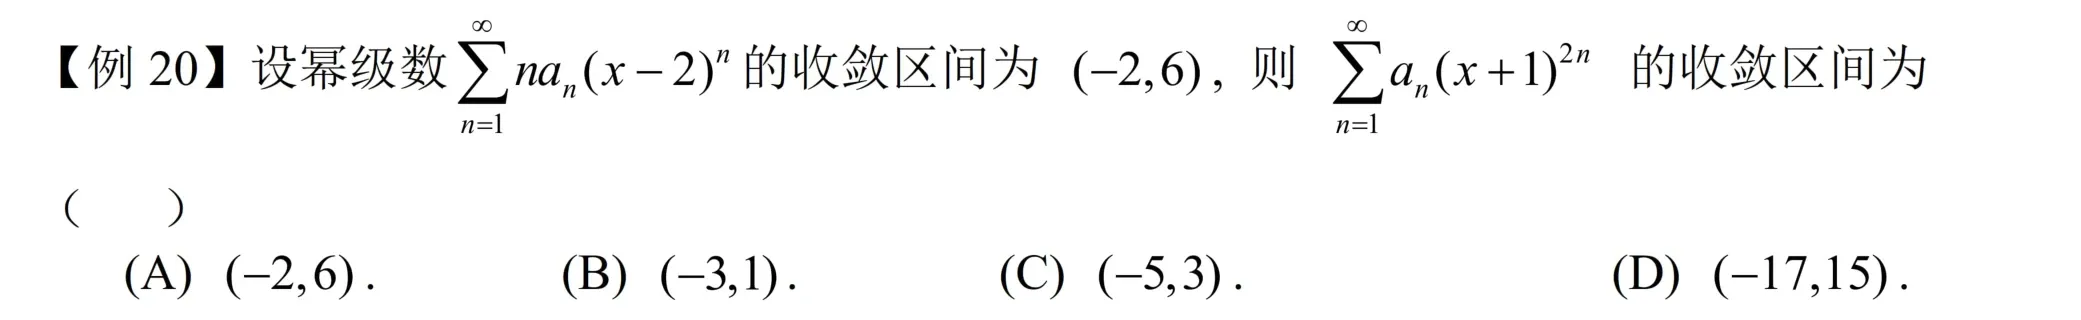 【例 20】设幂级数 $\sum_{n=1}^{\infty} na_n(x-2)^n$ 的收敛区间为 $(-2,6)$, 则 $\sum_{n=1}^{\infty} a_n(x+1)^{2n}$ 的收敛区间为
（ ）
(A) $(-2,6)$. (B) $(-3,1)$. (C) $(-5,3)$. (D) $(-17,15)$.